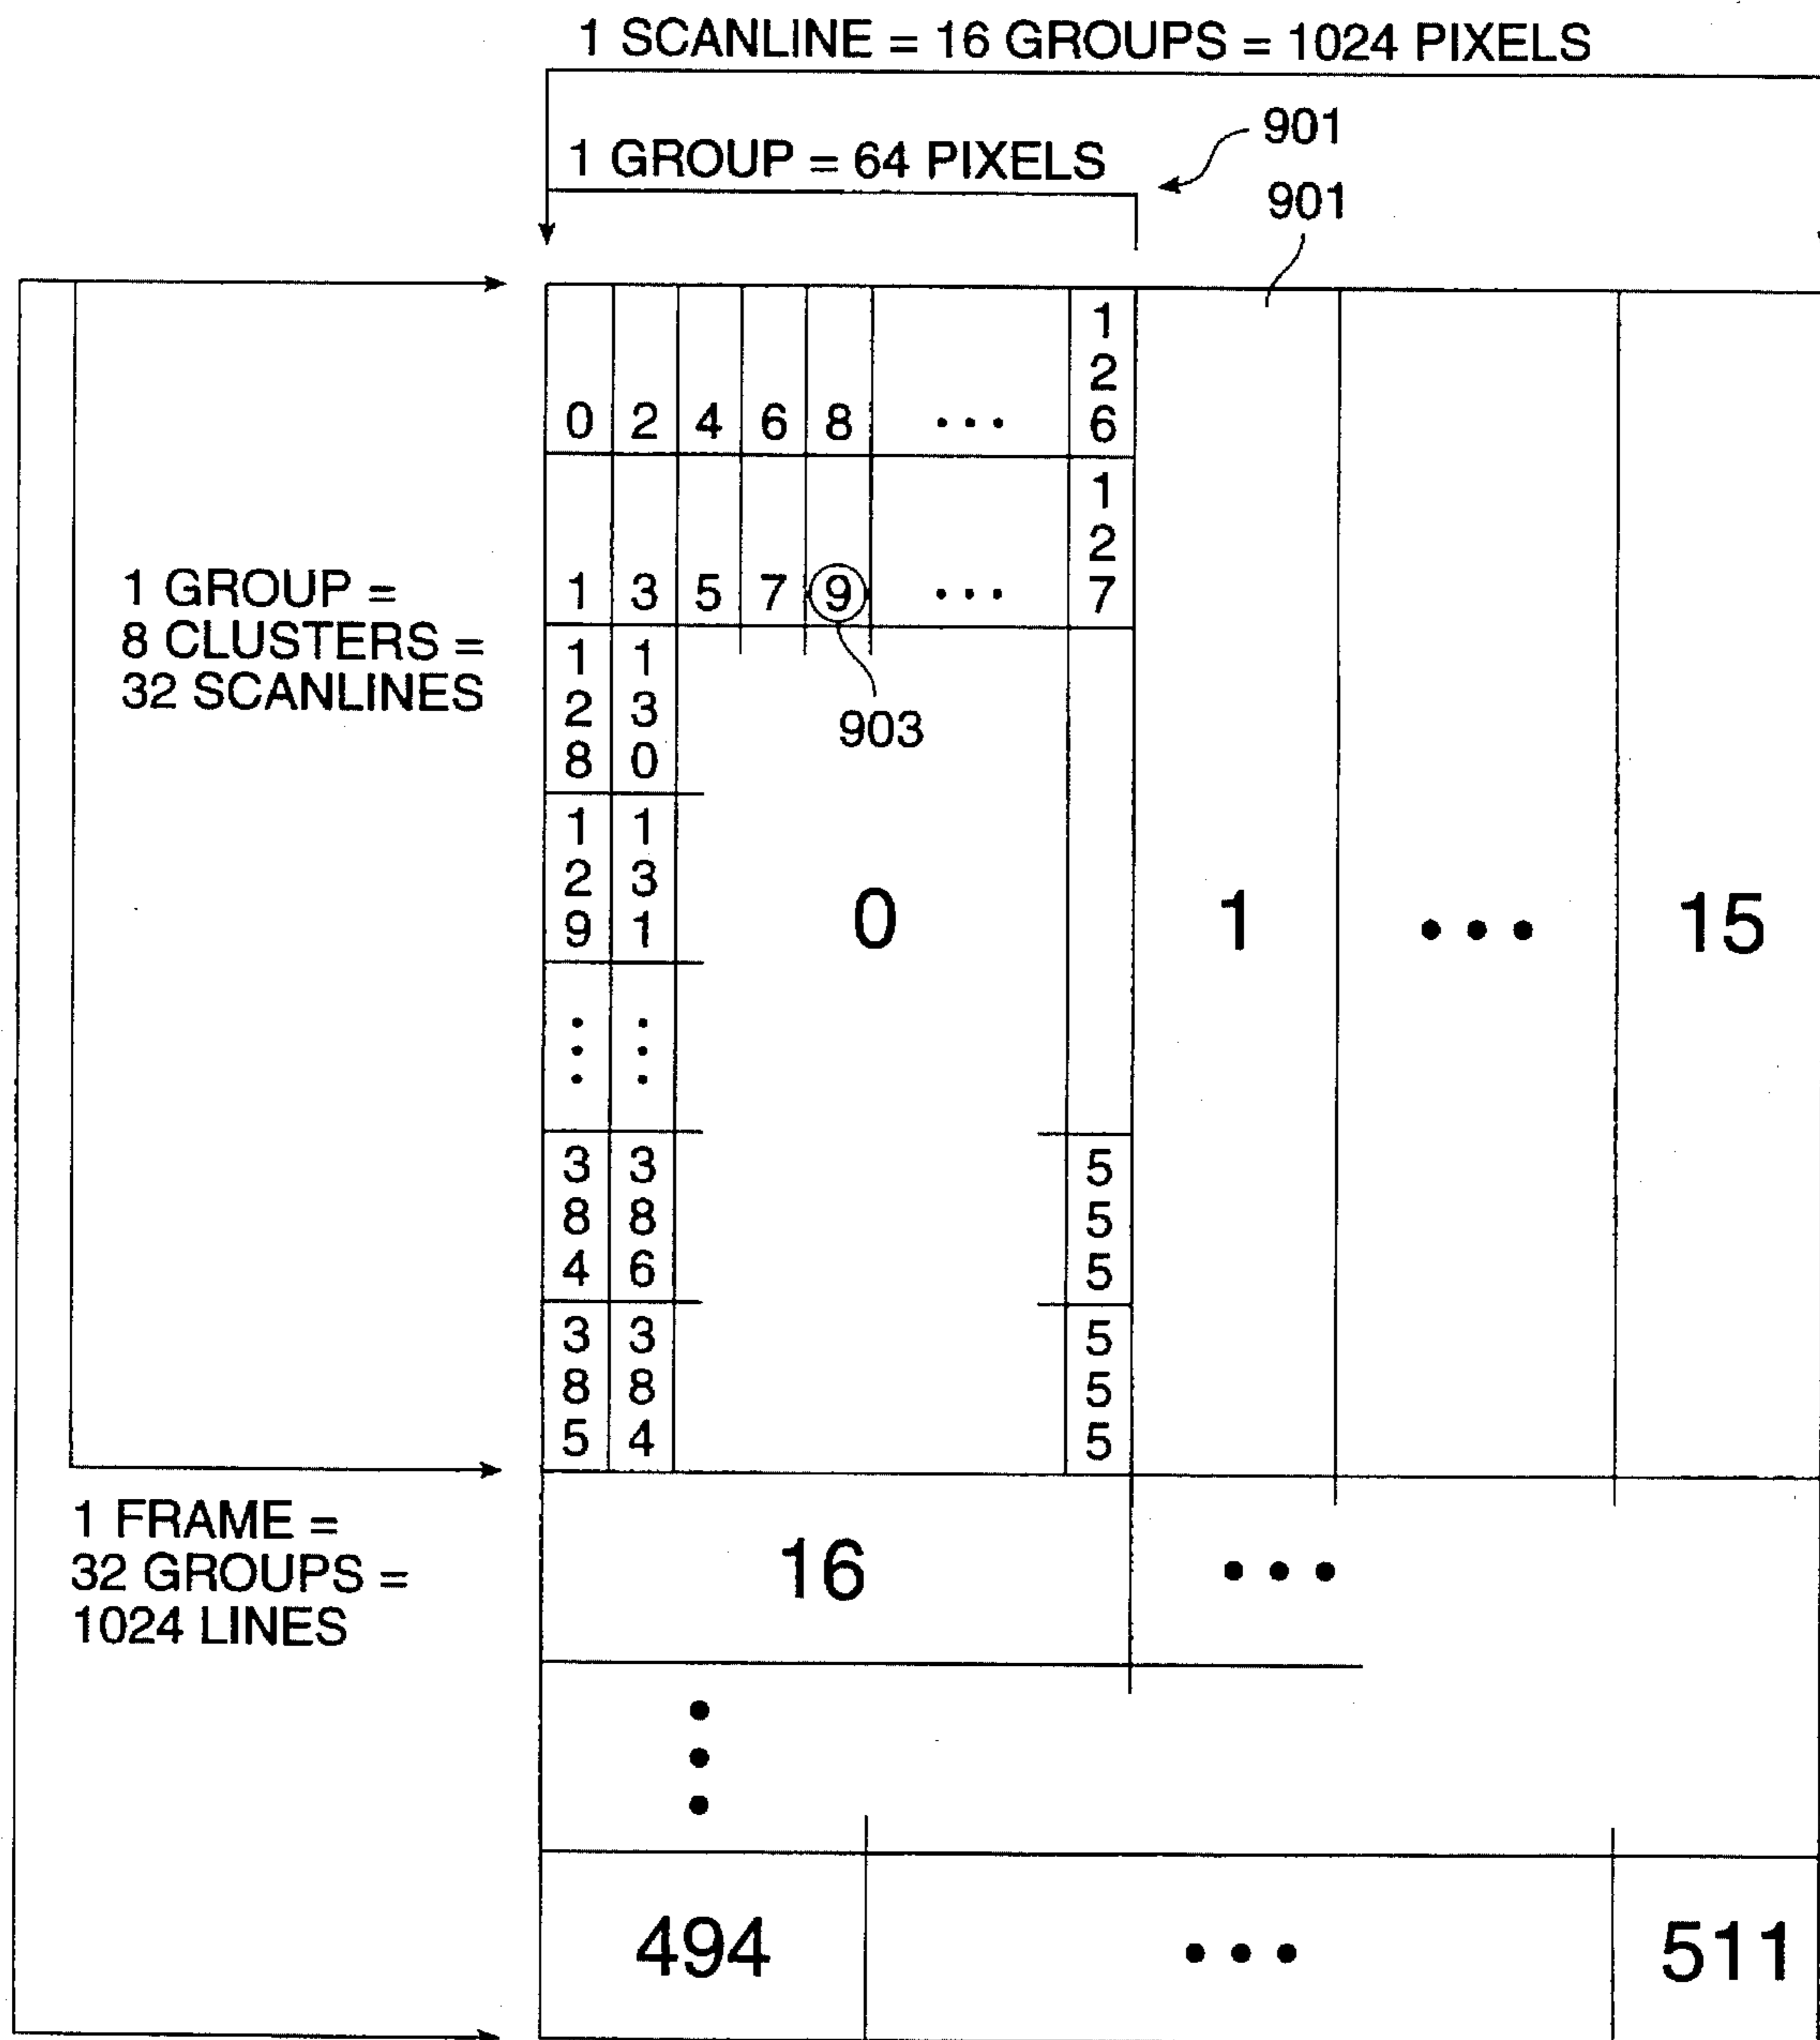 1 SCANLINE = 16 GROUPS = 1024 PIXELS
901
1 GROUP = 64 PIXELS
901
0 2 4 6 8 ... 126
1 3 5 7 9 ... 127
903
1 GROUP =
8 CLUSTERS =
32 SCANLINES
128 130
129 131
0 1 ... 15
384 386 555
385 384 555
1 FRAME =
32 GROUPS =
1024 LINES
16 ...
494 ... 511